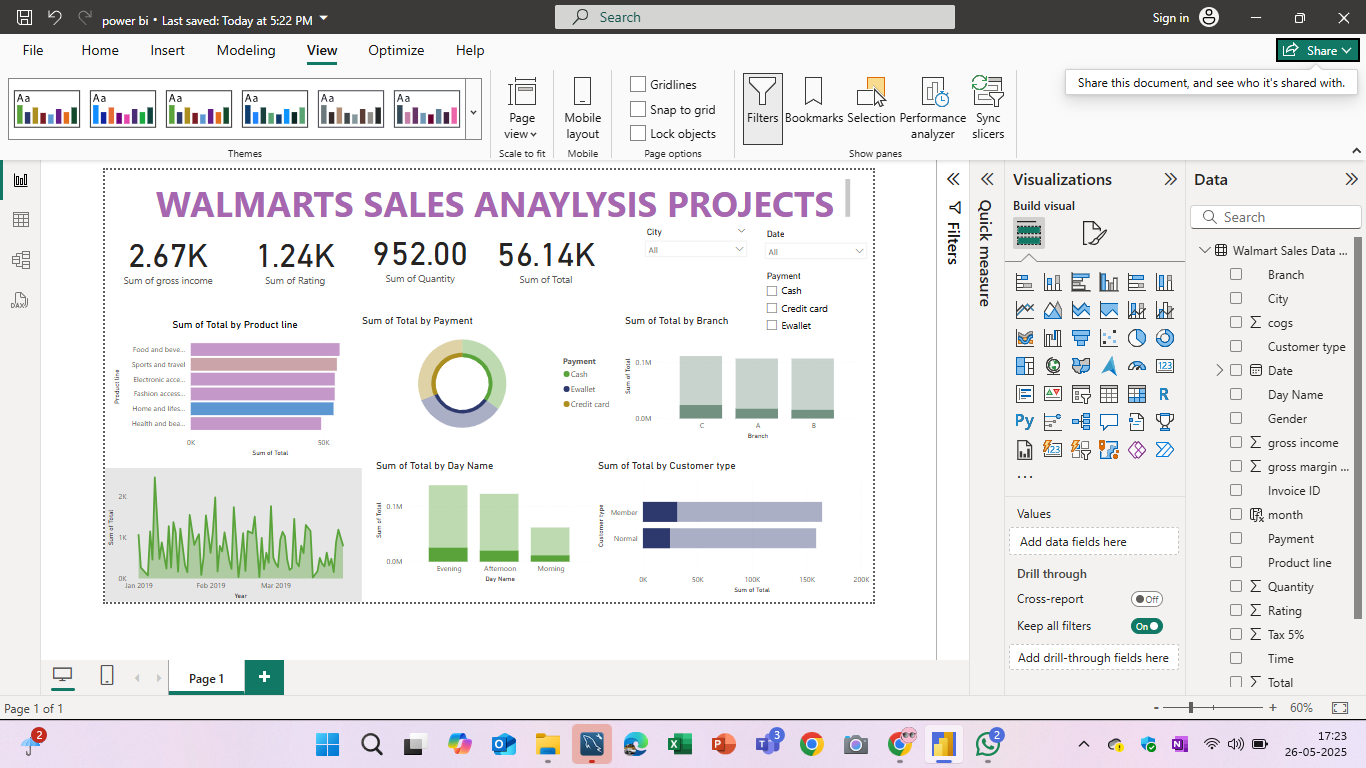 power bi • Last saved: Today at 5:22 PM
Search
Sign in
File
Home
Insert
Modeling
View
Optimize
Help
Share
Share this document, and see who it's shared with.
Aa
Aa
Aa
Aa
Aa
Aa
Themes
Page view
Scale to fit
Mobile layout
Mobile
Gridlines
Snap to grid
Lock objects
Page options
Filters
Bookmarks
Selection
Performance analyzer
Sync slicers
Show panes
WALMARTS SALES ANAYLYSIS PROJECTS
2.67K
Sum of gross income
1.24K
Sum of Rating
952.00
Sum of Quantity
56.14K
Sum of Total
City
All
Date
All
Payment
Cash
Credit card
Ewallet
Sum of Total by Product line
Product line
Food and beve...
Sports and travel
Electronic acce...
Fashion access...
Home and lifes...
Health and bea...
0K
50K
Sum of Total
Sum of Total by Payment
Payment
Cash
Ewallet
Credit card
Sum of Total by Branch
Sum of Total
0.1M
0.0M
C
A
B
Branch
Sum of Total
2K
1K
0K
Jan 2019
Feb 2019
Mar 2019
Year
Sum of Total by Day Name
Sum of Total
0.1M
0.0M
Evening
Afternoon
Morning
Day Name
Sum of Total by Customer type
Customer type
Member
Normal
0K
50K
100K
150K
200K
Sum of Total
Filters
Quick measure
Visualizations
Build visual
123
R
Py
123
...
Values
Add data fields here
Drill through
Cross-report
Off
Keep all filters
On
Add drill-through fields here
Data
Search
Walmart Sales Data ...
Branch
City
cogs
Customer type
Date
Day Name
Gender
gross income
gross margin ...
Invoice ID
month
Payment
Product line
Quantity
Rating
Tax 5%
Time
Total
DAX
Page 1
+
Page 1 of 1
-
+
60%
2
3
2
17:23
26-05-2025